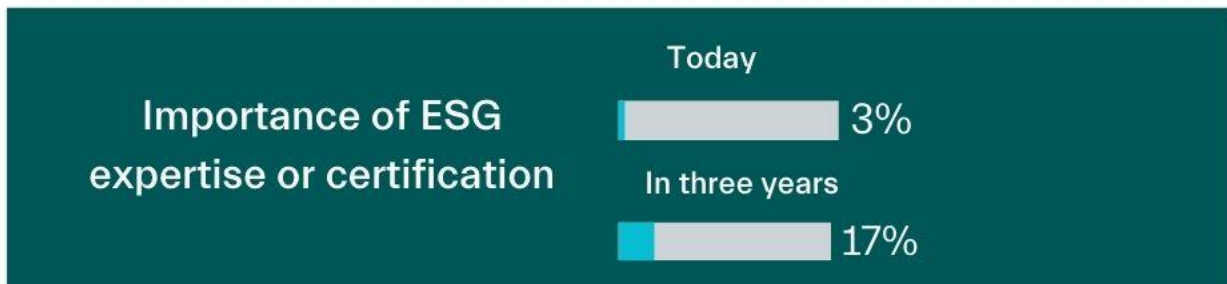 Importance of ESG
expertise or certification
Today
3%
In three years
17%